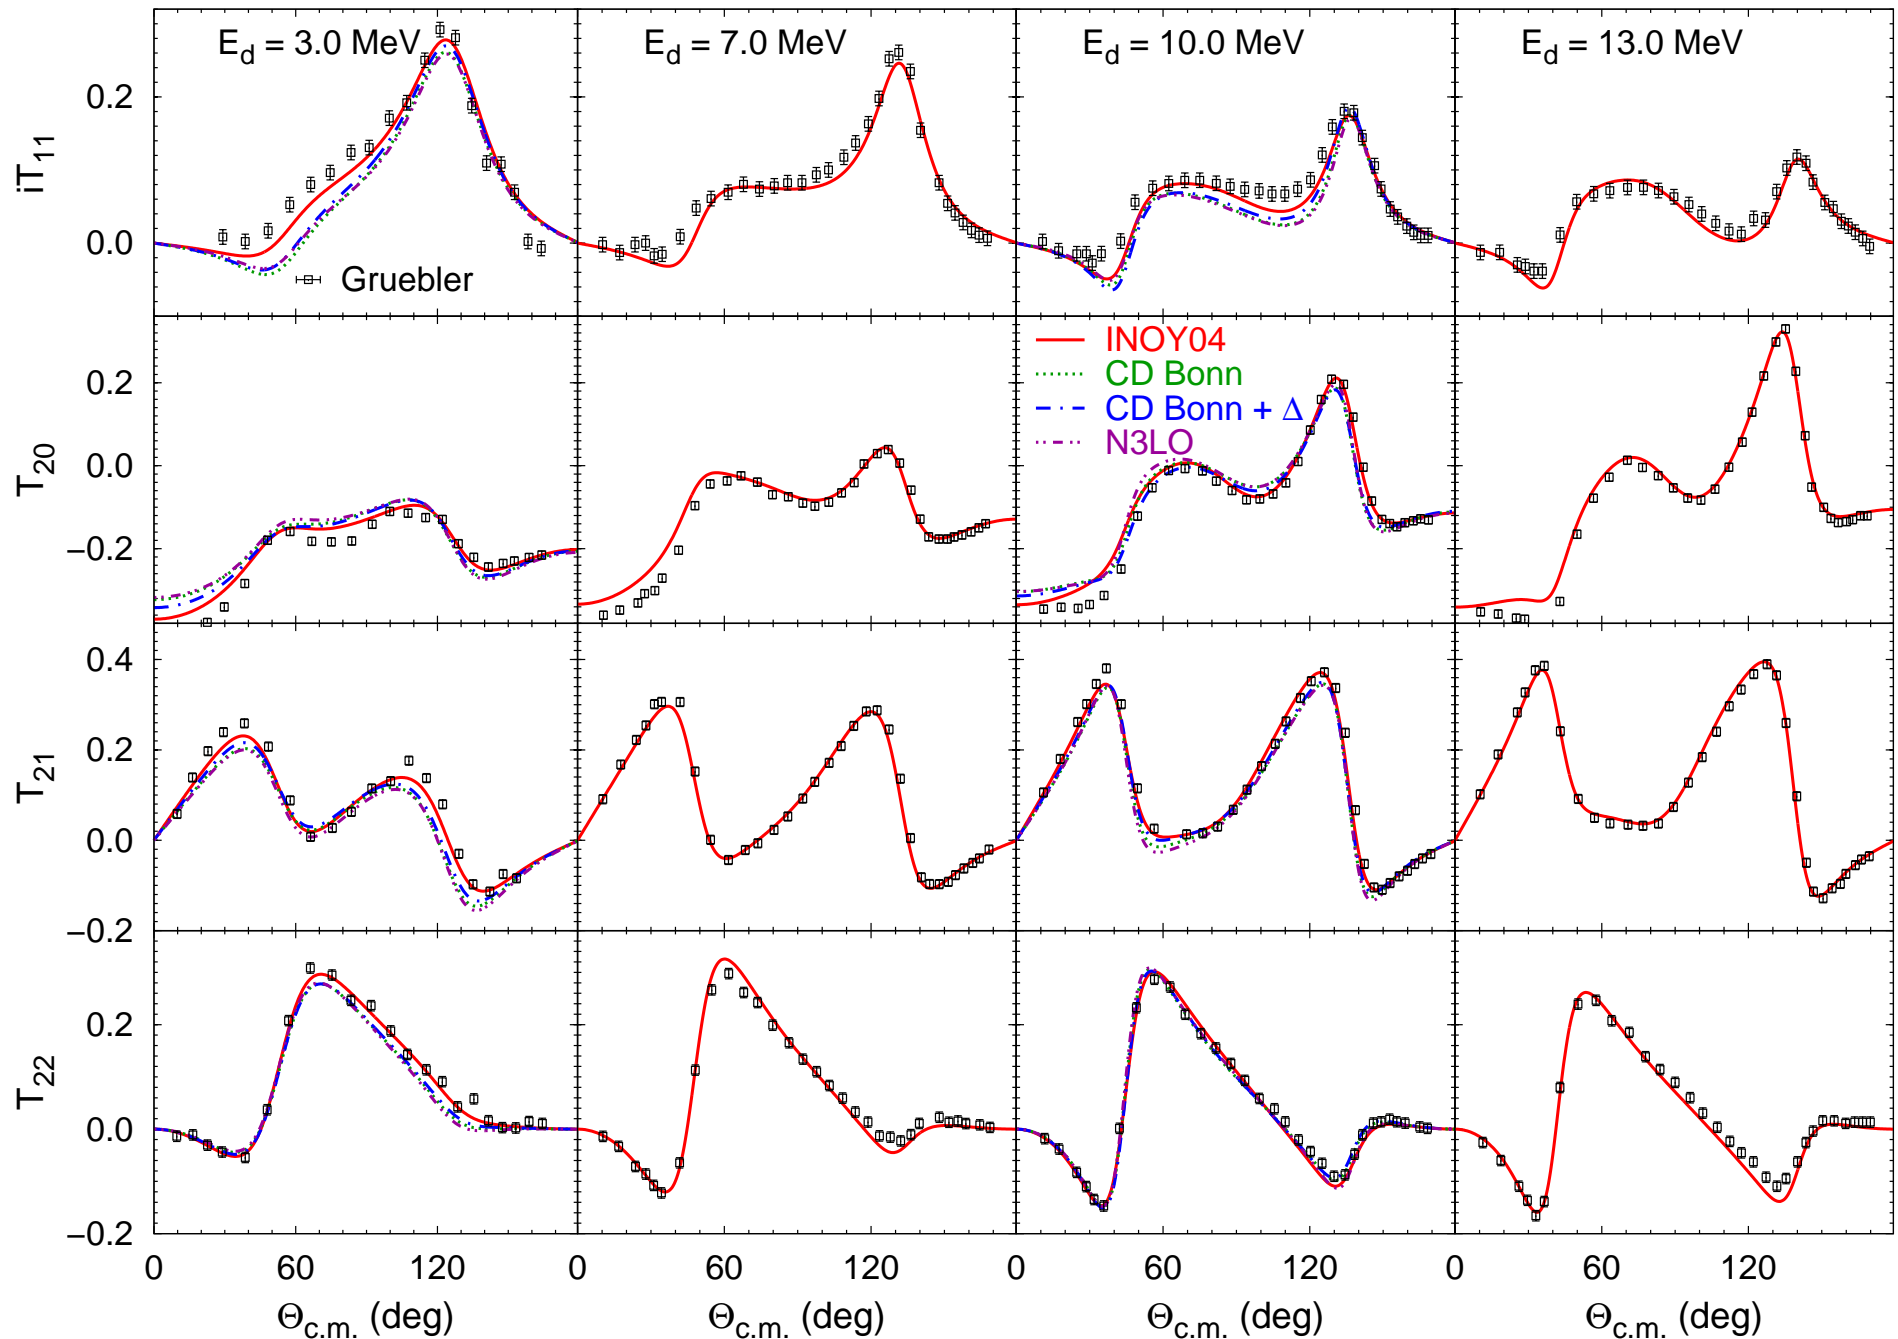 E_d = 3.0 MeV
E_d = 7.0 MeV
E_d = 10.0 MeV
E_d = 13.0 MeV
iT_11
0.2
0.0
Gruebler
T_20
0.2
0.0
−0.2
INOY04
CD Bonn
CD Bonn + Δ
N3LO
T_21
0.4
0.2
0.0
−0.2
T_22
0.2
0.0
−0.2
0 60 120 0 60 120 0 60 120 0 60 120
Θ_c.m. (deg) Θ_c.m. (deg) Θ_c.m. (deg) Θ_c.m. (deg)